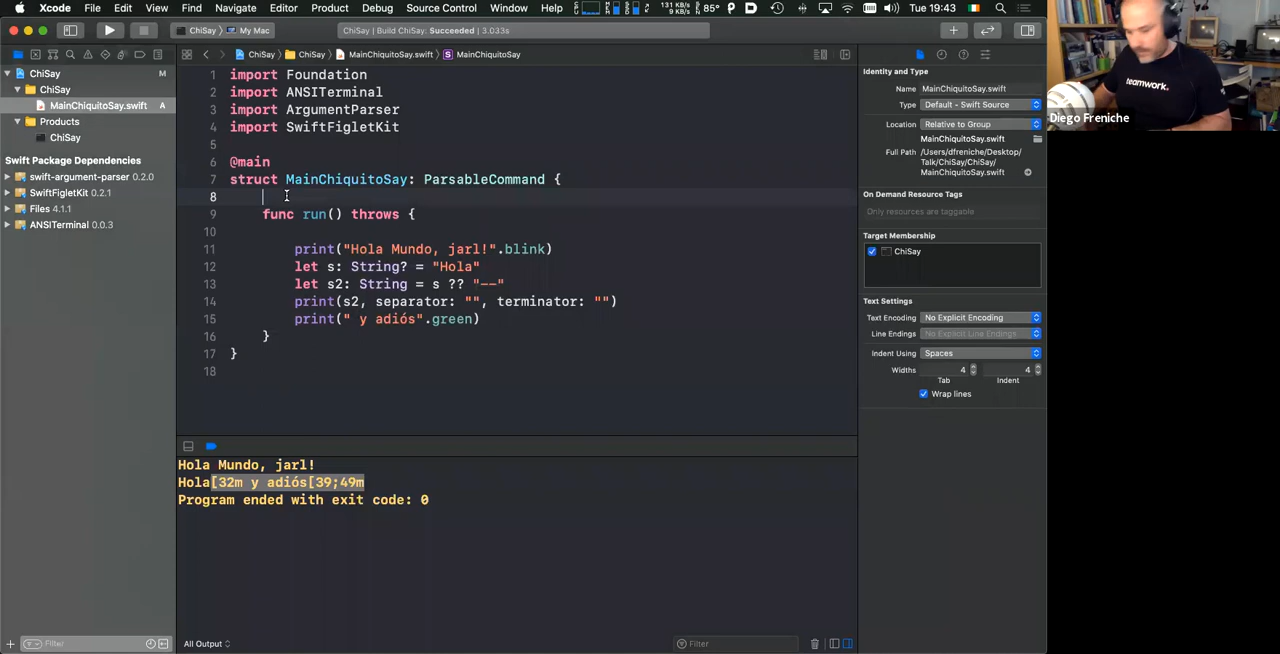 Xcode File Edit View Find Navigate Editor Product Debug Source Control Window Help 131 KB/s 9 KB/s 85° Tue 19:43
ChiSay My Mac
ChiSay | Build ChiSay: Succeeded | 3.033s
ChiSay M
ChiSay
MainChiquitoSay.swift A
Products
ChiSay
Swift Package Dependencies
swift-argument-parser 0.2.0
SwiftFigletKit 0.2.1
Files 4.1.1
ANSITerminal 0.0.3
Filter
ChiSay ChiSay MainChiquitoSay.swift S MainChiquitoSay
1 import Foundation
2 import ANSITerminal
3 import ArgumentParser
4 import SwiftFigletKit
5
6 @main
7 struct MainChiquitoSay: ParsableCommand {
8
9 func run() throws {
10
11 print("Hola Mundo, jarl!".blink)
12 let s: String? = "Hola"
13 let s2: String = s ?? "--"
14 print(s2, separator: "", terminator: "")
15 print(" y adiós".green)
16 }
17 }
18
Hola Mundo, jarl!
Hola[32m y adiós[39;49m
Program ended with exit code: 0
All Output
Filter
Identity and Type
Name MainChiquitoSay.swift
Type Default - Swift Source
Location Relative to Group
MainChiquitoSay.swift
Full Path /Users/dfreniche/Desktop/
Talk/ChiSay/ChiSay/
MainChiquitoSay.swift
On Demand Resource Tags
Only resources are taggable
Target Membership
ChiSay
Text Settings
Text Encoding No Explicit Encoding
Line Endings No Explicit Line Endings
Indent Using Spaces
Widths 4 4
Tab Indent
Wrap lines
teamwork.
Diego Freniche